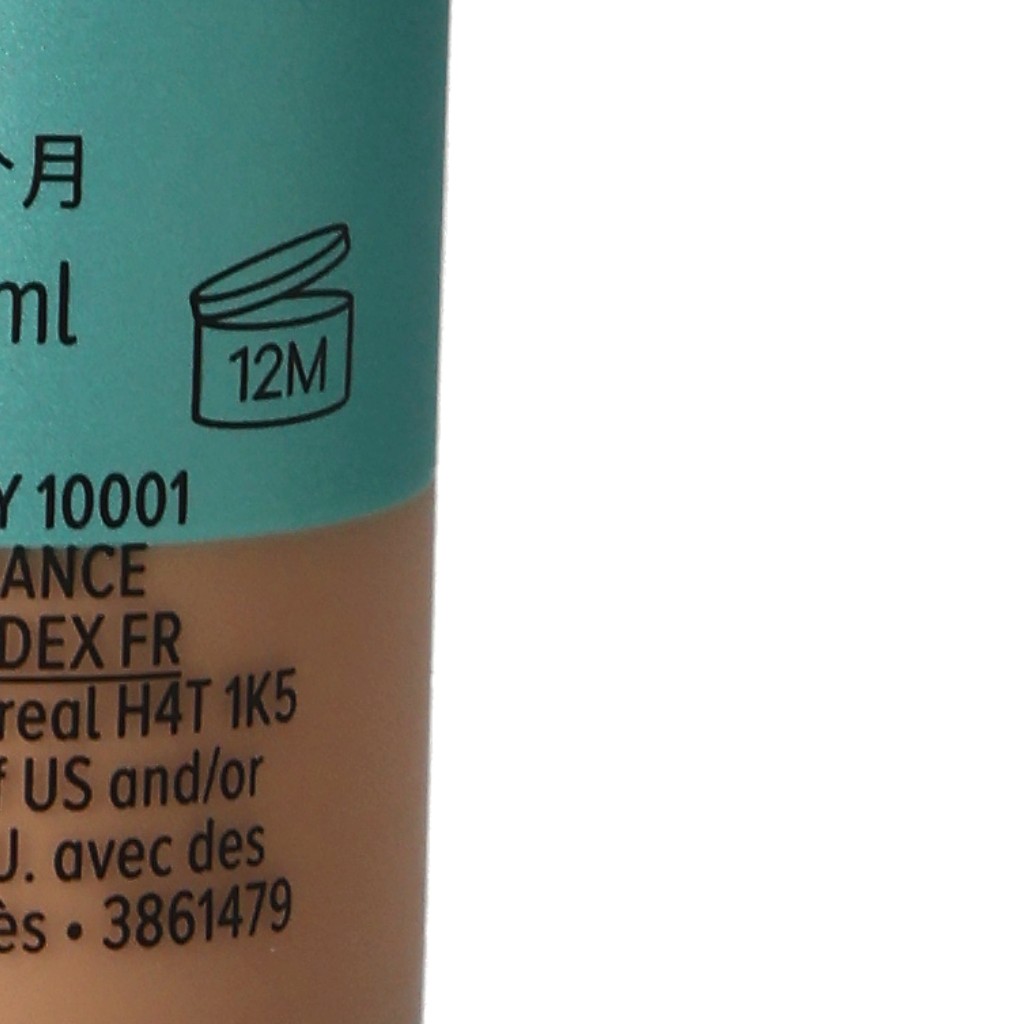 个月
ml
12M
Y 10001
ANCE
DEX FR
real H4T 1K5
f US and/or
U. avec des
ès • 3861479